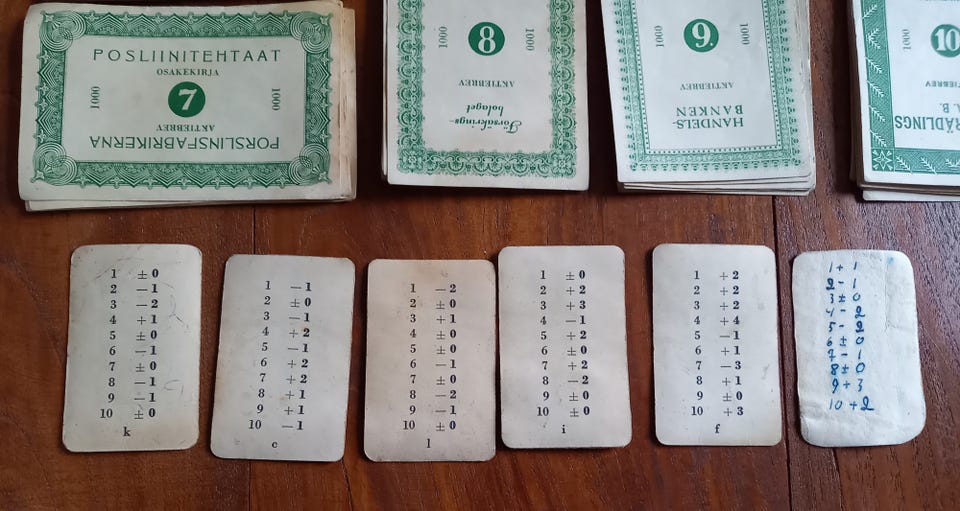 POSLIINITEHTAAT
OSAKEKIRJA
1000 7 1000
AKTIEBREV
PORSLINSFABRIKERNA
1000 8 1000
AKTIEBREV
Försäkrings-
bolaget
1000 9. 1000
AKTIEBREV
HANDELS-
BANKEN
1000 10
AKTIEBREV
A. B.
RÄDLINGS
1 ± 0
2 — 1
3 — 2
4 + 1
5 ± 0
6 — 1
7 ± 0
8 — 1
9 — 1
10 ± 0
k
1 — 1
2 ± 0
3 — 1
4 + 2
5 — 1
6 + 2
7 + 2
8 + 2
9 + 1
10 — 1
c
1 — 2
2 ± 0
3 + 1
4 ± 0
5 ± 0
6 — 1
7 ± 0
8 — 2
9 — 1
10 ± 0
l
1 ± 0
2 + 2
3 + 3
4 — 1
5 + 2
6 ± 0
7 + 2
8 — 1
9 ± 0
10 ± 0
i
1 + 2
2 + 2
3 + 2
4 + 4
5 — 1
6 + 1
7 — 3
8 + 1
9 ± 0
10 + 3
f
1 + 1
2 - 1
3 ± 0
4 - 2
5 - 2
6 ± 0
7 - 1
8 ± 0
9 + 3
10 + 2